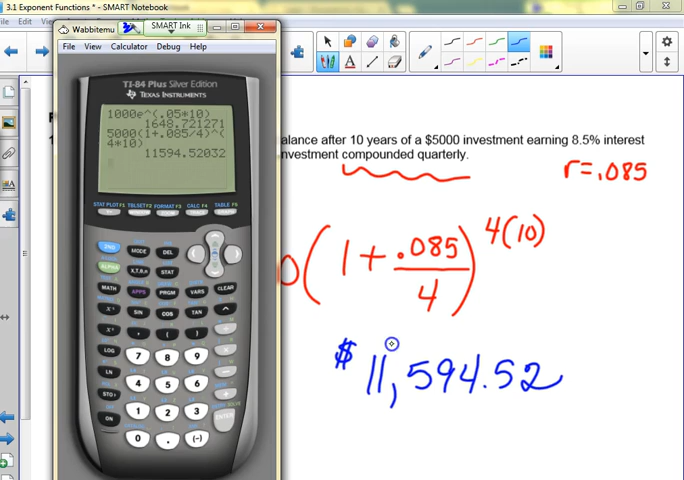 3.1 Exponent Functions * - SMART Notebook
SMART Ink
Wabbitemu
File View Calculator Debug Help
TI-84 Plus Silver Edition
TEXAS INSTRUMENTS
1000e^(.05*10)
1648.721271
5000(1+.085/4)^(
4*10)
11594.52032
alance after 10 years of a $5000 investment earning 8.5% interest
nvestment compounded quarterly.
r=.085
0(1+.085/4)^4(10)
$11,594.52
STAT PLOT F1 TBLSET F2 FORMAT F3 CALC F4 TABLE F5
2ND MODE DEL
ALPHA X,T,θ,n STAT
MATH APPS PRGM VARS CLEAR
SIN COS TAN ^
, ( )
LOG 7 8 9
LN 4 5 6
STO 1 2 3
ON 0 . (-) ENTER